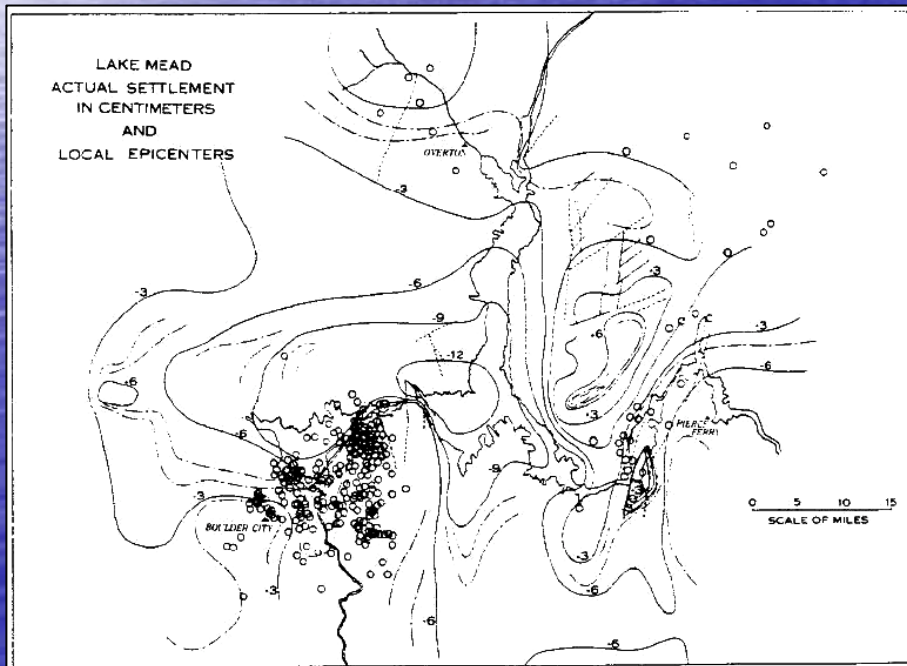 LAKE MEAD
ACTUAL SETTLEMENT
IN CENTIMETERS
AND
LOCAL EPICENTERS
OVERTON
-3
-6
-3
-3
-9
+6
-3
-12
-6
-6
-3
PIERCE
FERRY
-6
-9
-3
0 5 10 15
SCALE OF MILES
BOULDER CITY
-3
-3
-6
-6